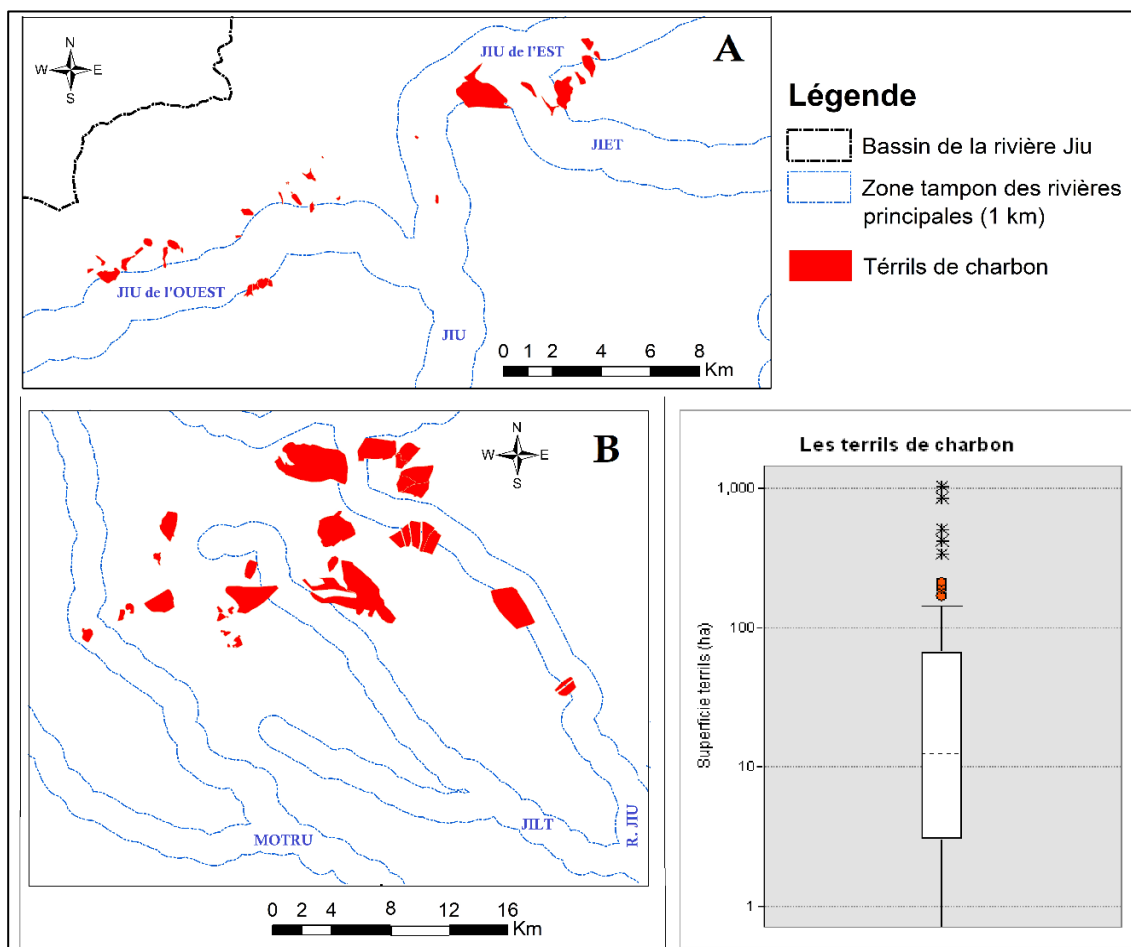 A
N
W E
S
JIU de l'EST
JIET
JIU de l'OUEST
JIU
0 1 2 4 6 8
Km
Légende
Bassin de la rivière Jiu
Zone tampon des rivières
principales (1 km)
Térrils de charbon
B
N
W E
S
MOTRU
JILT
R. JIU
0 2 4 8 12 16
Km
Les terrils de charbon
Superficie terrils (ha)
1,000
100
10
1